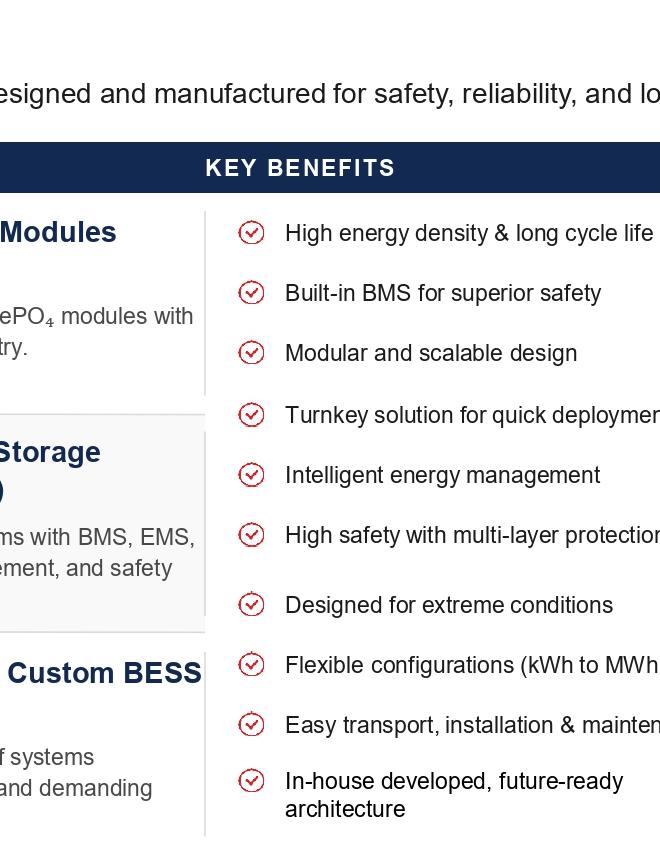 esigned and manufactured for safety, reliability, and lo
KEY BENEFITS
Modules
ePO₄ modules with
try.
High energy density & long cycle life
Built-in BMS for superior safety
Modular and scalable design
Storage
)
ms with BMS, EMS,
ement, and safety
Turnkey solution for quick deploymen
Intelligent energy management
High safety with multi-layer protection
Custom BESS
f systems
and demanding
Designed for extreme conditions
Flexible configurations (kWh to MWh
Easy transport, installation & mainten
In-house developed, future-ready
architecture